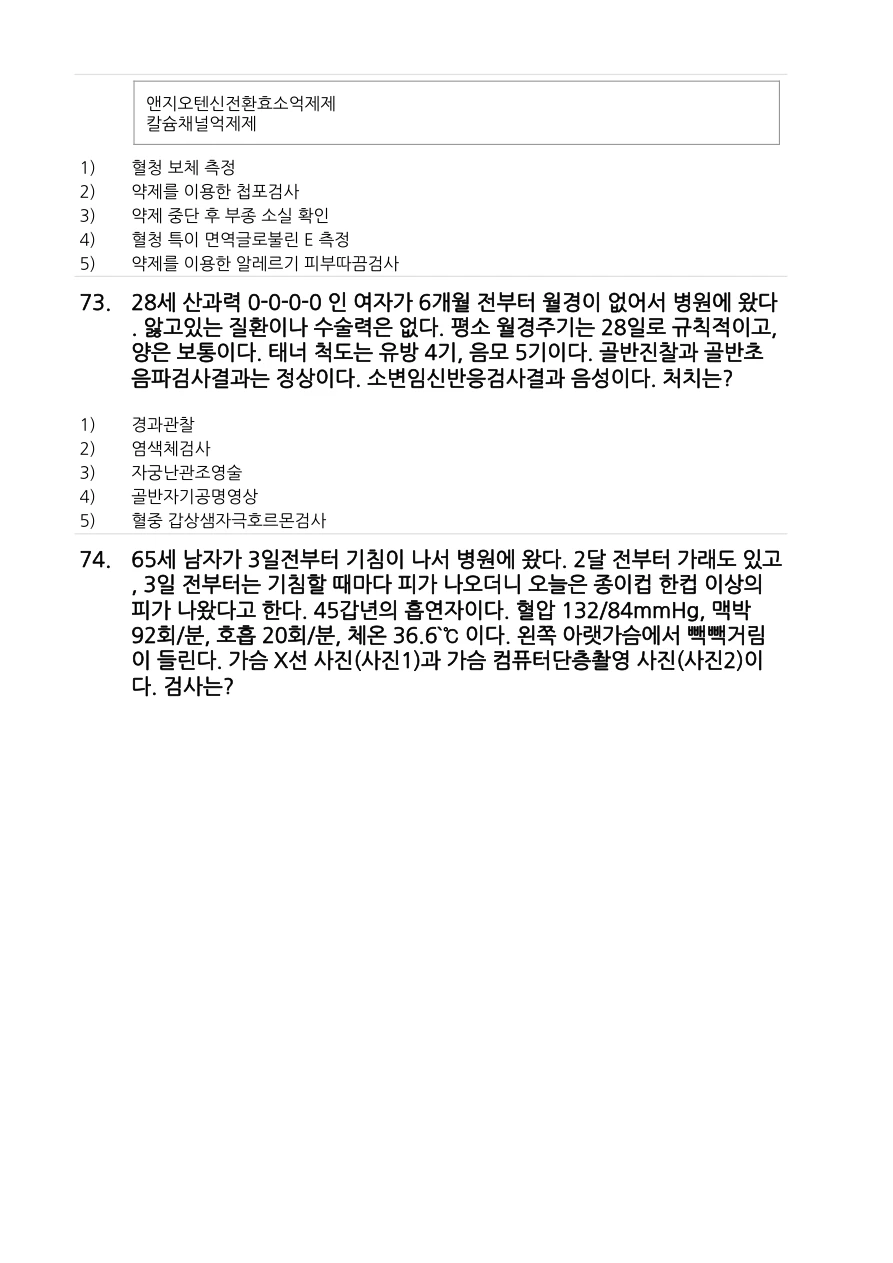 앤지오텐신전환효소억제제
칼슘채널억제제
1) 혈청 보체 측정
2) 약제를 이용한 첩포검사
3) 약제 중단 후 부종 소실 확인
4) 혈청 특이 면역글로불린 E 측정
5) 약제를 이용한 알레르기 피부따끔검사
73. 28세 산과력 0-0-0-0 인 여자가 6개월 전부터 월경이 없어서 병원에 왔다
. 앓고있는 질환이나 수술력은 없다. 평소 월경주기는 28일로 규칙적이고,
양은 보통이다. 태너 척도는 유방 4기, 음모 5기이다. 골반진찰과 골반초
음파검사결과는 정상이다. 소변임신반응검사결과 음성이다. 처치는?
1) 경과관찰
2) 염색체검사
3) 자궁난관조영술
4) 골반자기공명영상
5) 혈중 갑상샘자극호르몬검사
74. 65세 남자가 3일전부터 기침이 나서 병원에 왔다. 2달 전부터 가래도 있고
, 3일 전부터는 기침할 때마다 피가 나오더니 오늘은 종이컵 한컵 이상의
피가 나왔다고 한다. 45갑년의 흡연자이다. 혈압 132/84mmHg, 맥박
92회/분, 호흡 20회/분, 체온 36.6`℃ 이다. 왼쪽 아랫가슴에서 빽빽거림
이 들린다. 가슴 X선 사진(사진1)과 가슴 컴퓨터단층촬영 사진(사진2)이
다. 검사는?